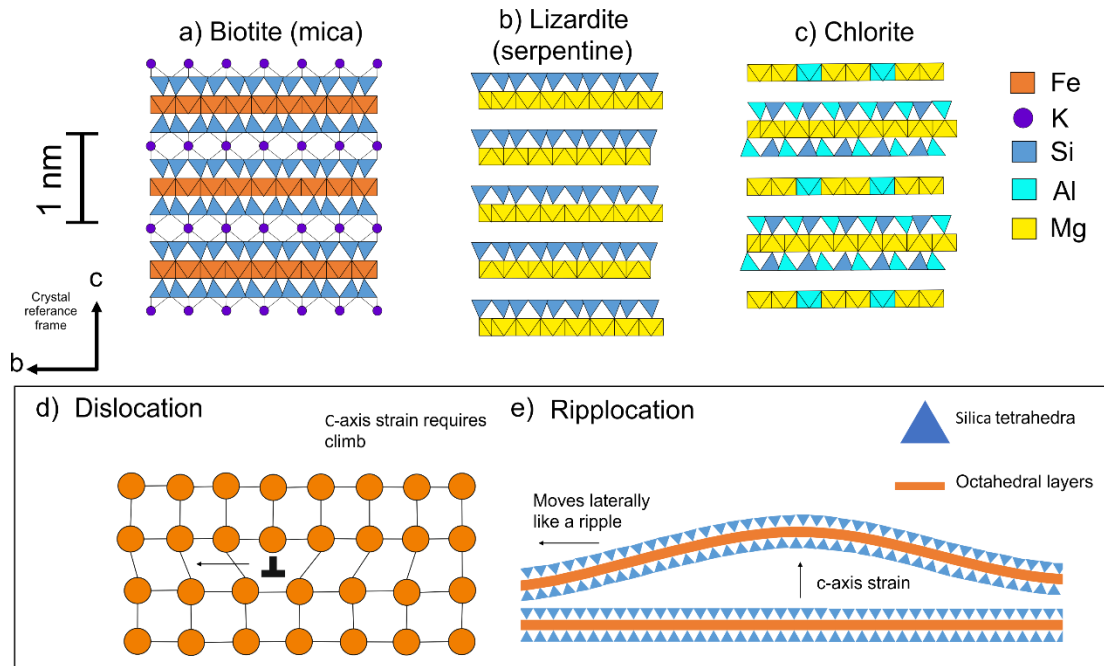 a) Biotite (mica)
b) Lizardite
(serpentine)
c) Chlorite
Fe
K
Si
Al
Mg
1 nm
c
Crystal
referance
frame
b
d) Dislocation
C-axis strain requires
climb
e) Ripplocation
Silica tetrahedra
Octahedral layers
Moves laterally
like a ripple
c-axis strain